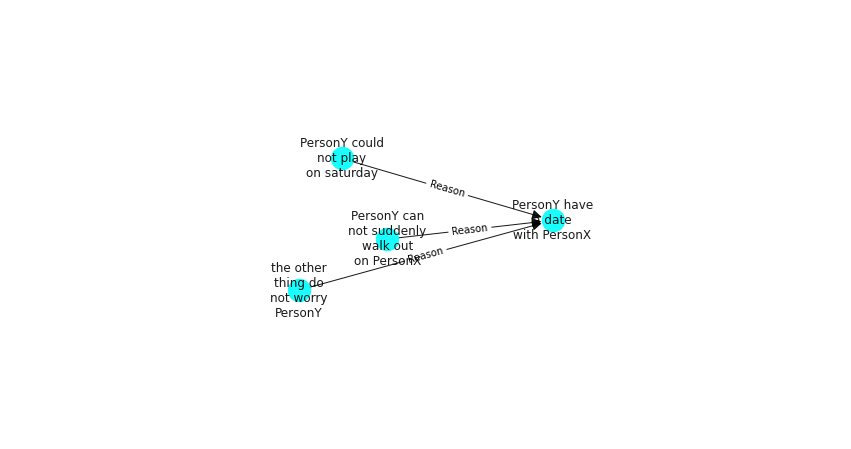 PersonY could
not play
on saturday
Reason
PersonY have
a date
with PersonX
PersonY can
not suddenly
walk out
on PersonX
Reason
Reason
the other
thing do
not worry
PersonY